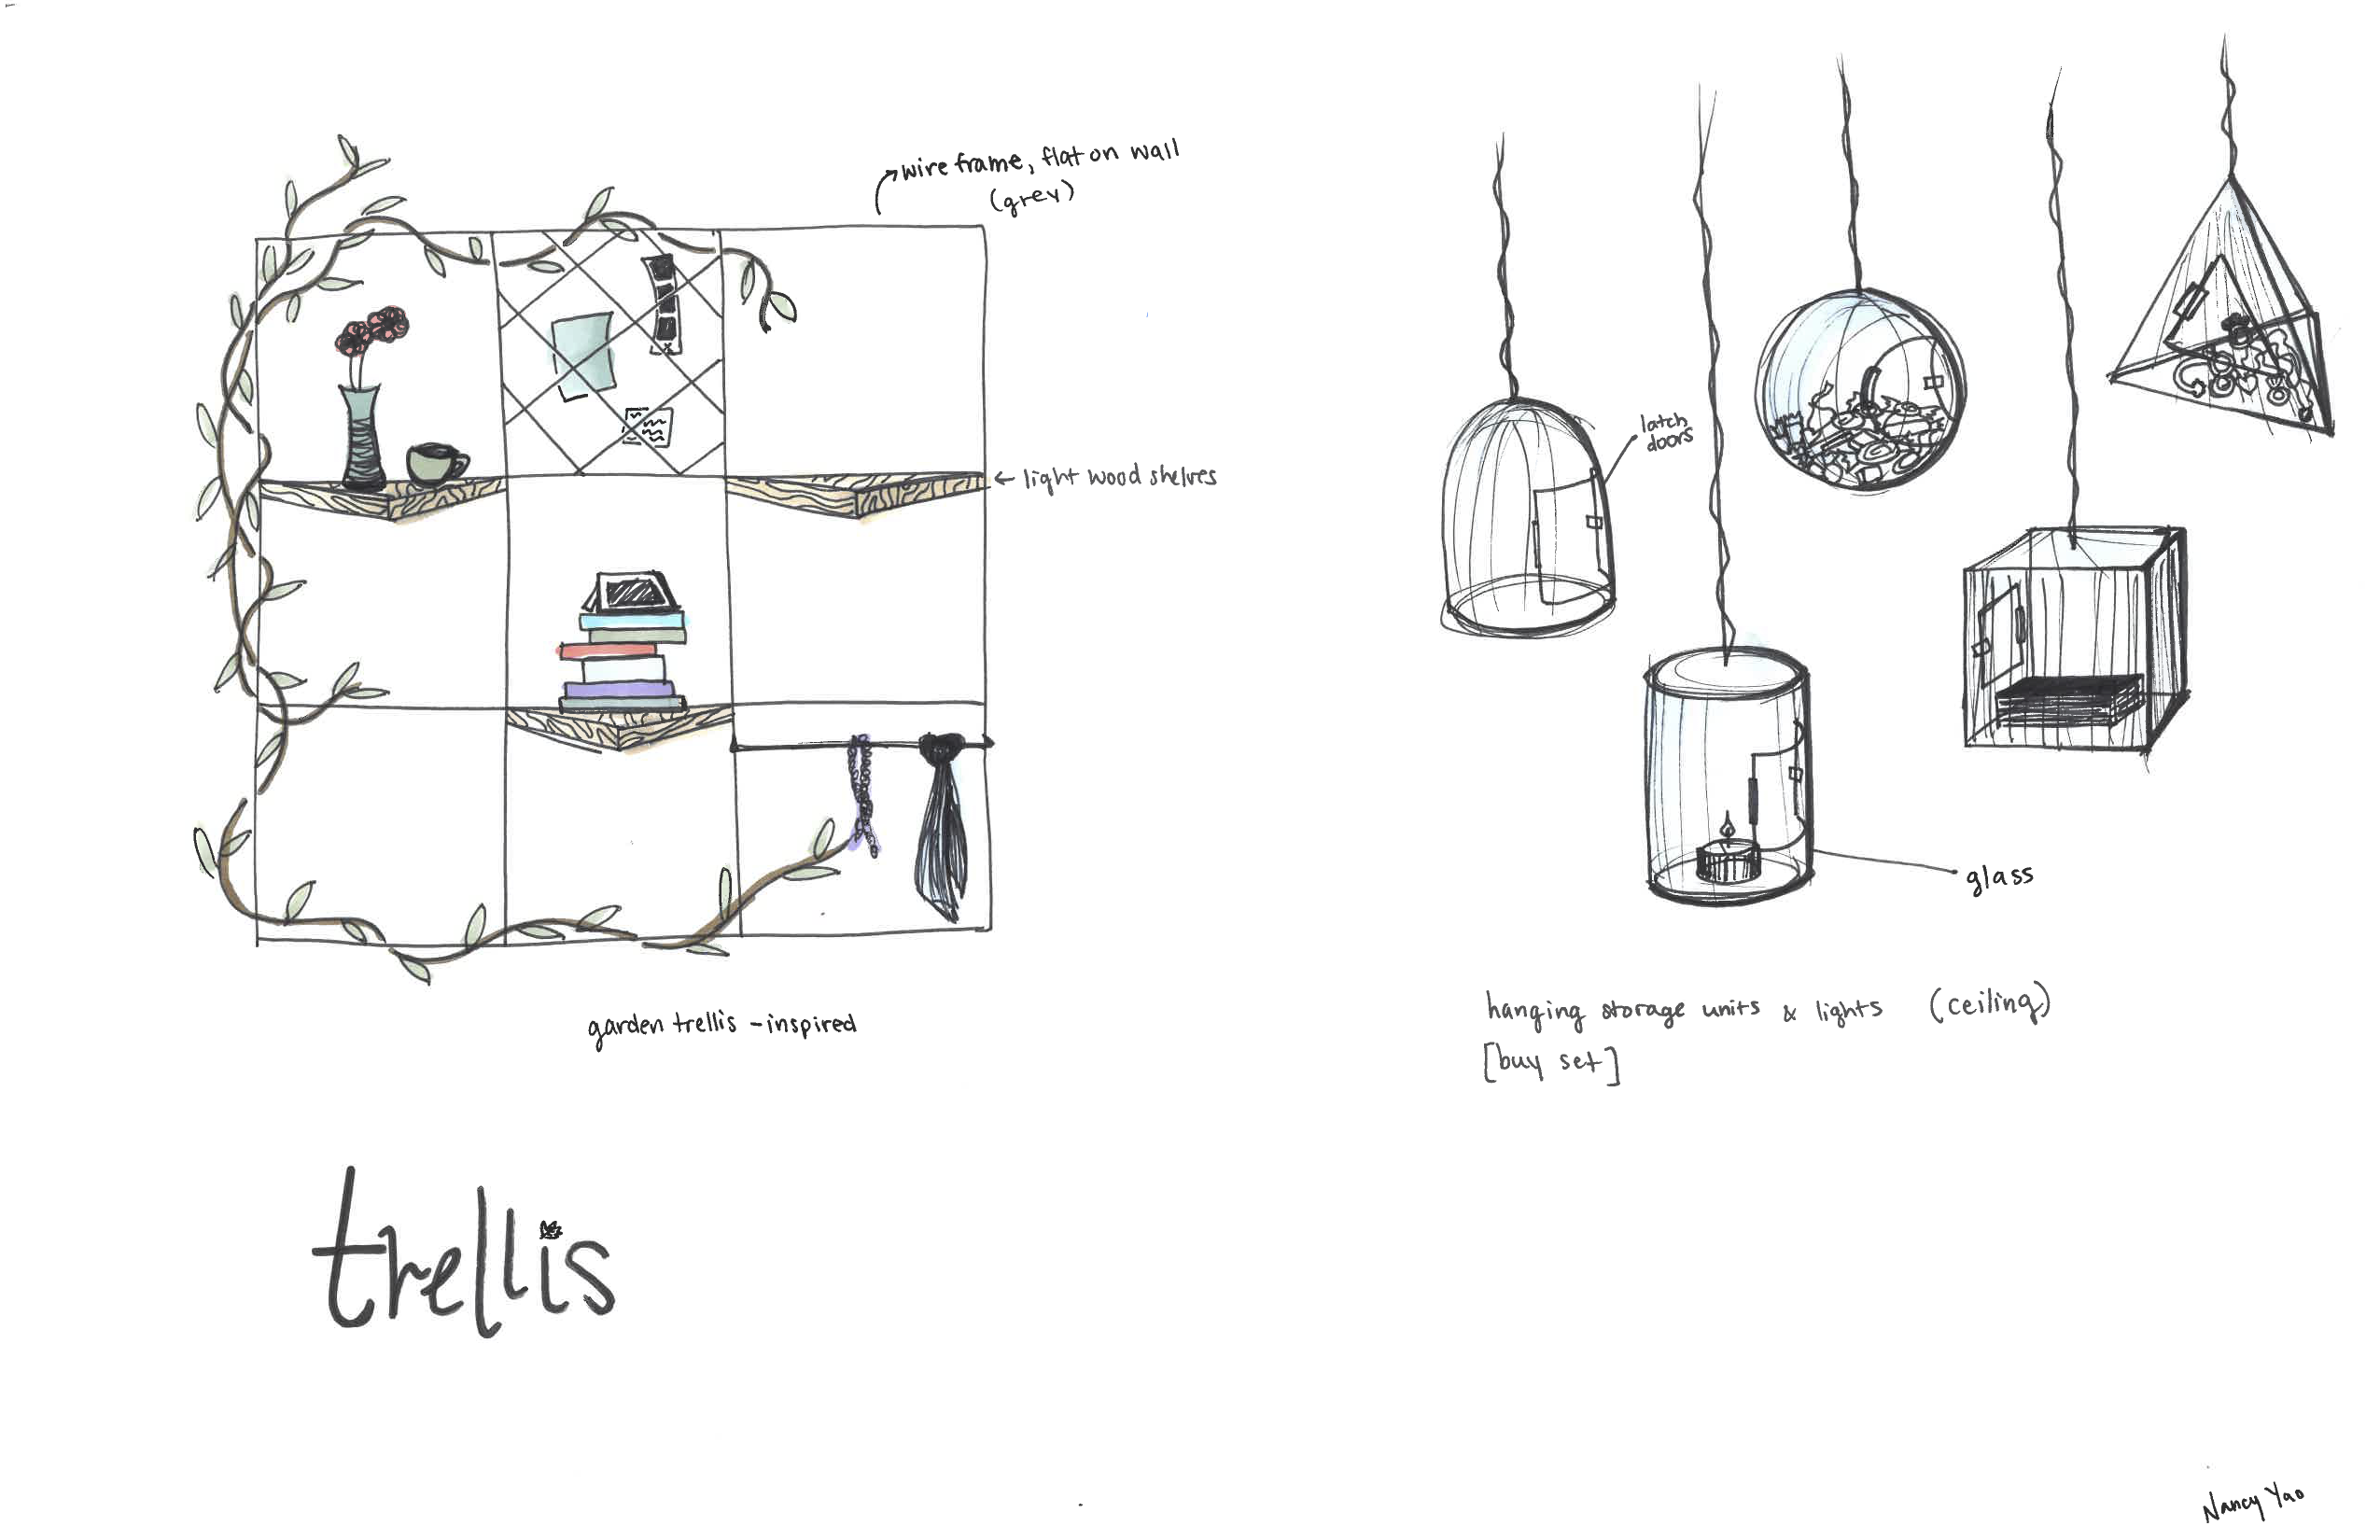 wire frame, flat on wall
(grey)
← light wood shelves
garden trellis - inspired
trellis
latch
doors
glass
hanging storage units & lights (ceiling)
[buy set]
Nancy Yao